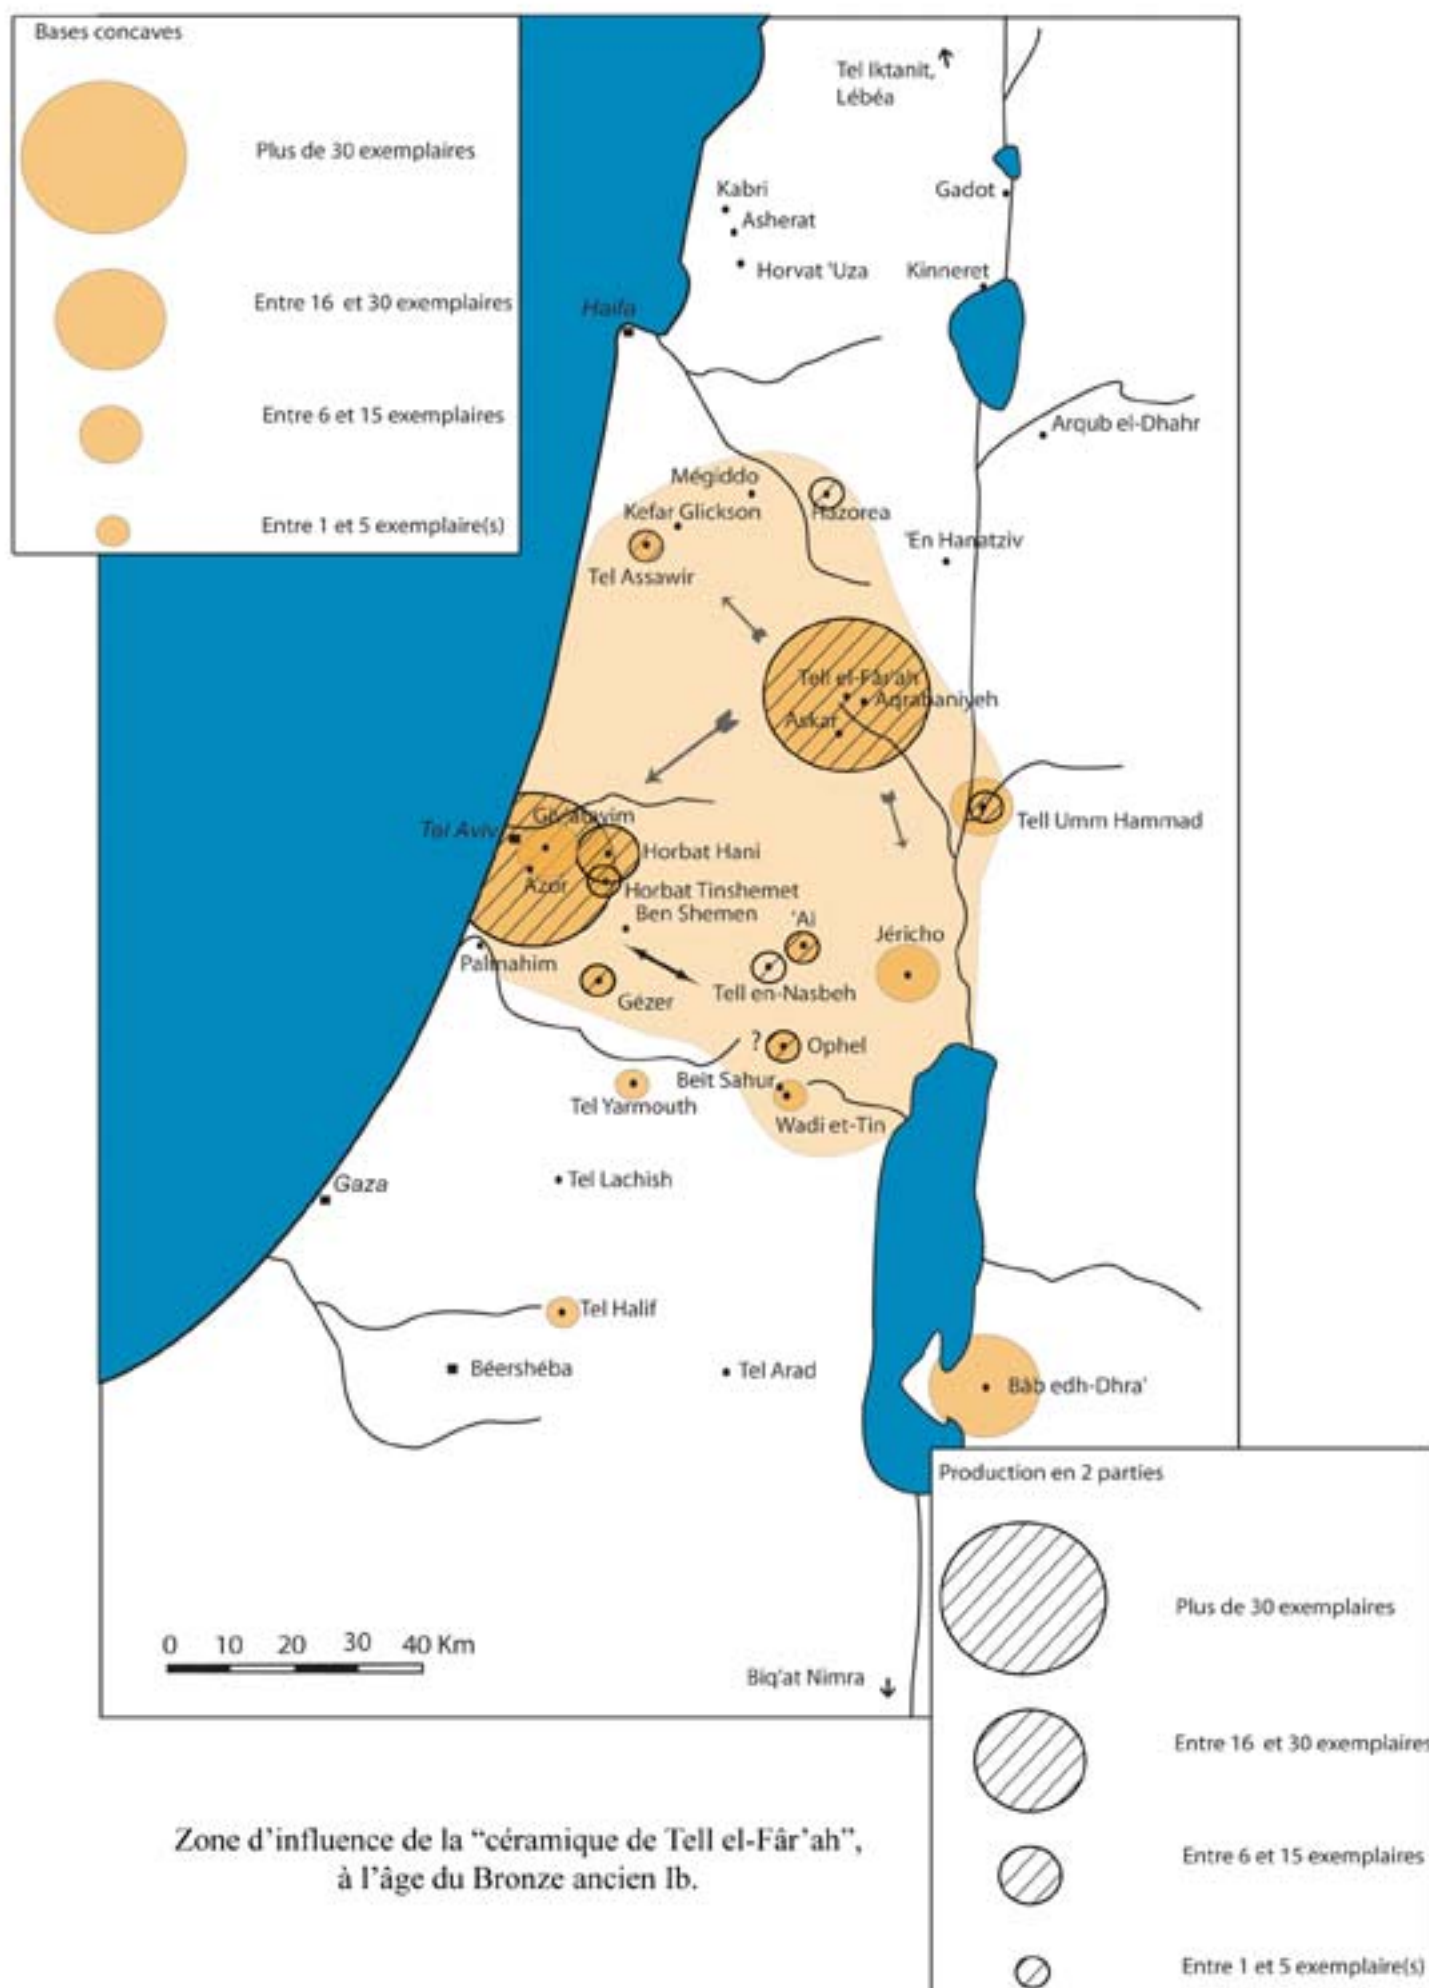 Bases concaves
Plus de 30 exemplaires
Entre 16 et 30 exemplaires
Entre 6 et 15 exemplaires
Entre 1 et 5 exemplaire(s)
Tel Iktanit,
Lébéa
Kabri
Gadot
Asherat
Horvat 'Uza
Kinneret
Haifa
Arqub el-Dhahr
Mégiddo
Kefar Glickson
Hazorea
'En Hanatziv
Tel Assawir
Tell el-Fâr'ah
Aqrabaniyeh
Askar
Tell Umm Hammad
Tel Aviv
Horbat Hani
Azor
Horbat Tinshemet
Ben Shemen
'Ai
Jéricho
Palmahim
Tell en-Nasbeh
Gézer
? Ophel
Beit Sahur
Tel Yarmouth
Wadi et-Tin
Tel Lachish
Gaza
Tel Halif
Béershéba
Tel Arad
Bâb edh-Dhra'
Production en 2 parties
Plus de 30 exemplaires
Entre 16 et 30 exemplaires
Entre 6 et 15 exemplaires
Entre 1 et 5 exemplaire(s)
0 10 20 30 40 Km
Biq'at Nimra
Zone d'influence de la “céramique de Tell el-Fâr'ah”,
à l'âge du Bronze ancien Ib.